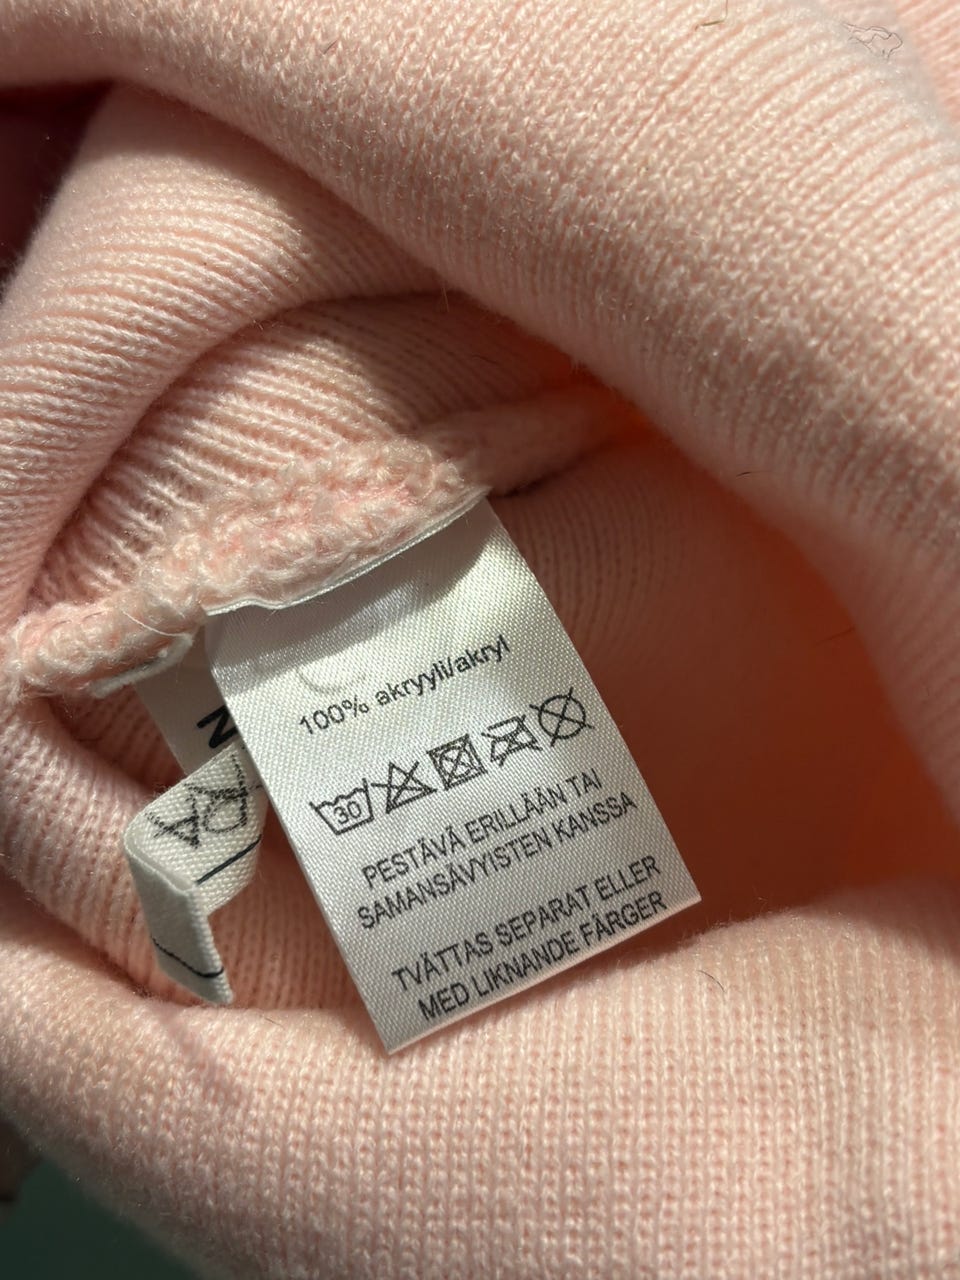 100% akryyli/akryl
30
PESTÄVÄ ERILLÄÄN TAI
SAMANSÄVYISTEN KANSSA
TVÄTTAS SEPARAT ELLER
MED LIKNANDE FÄRGER